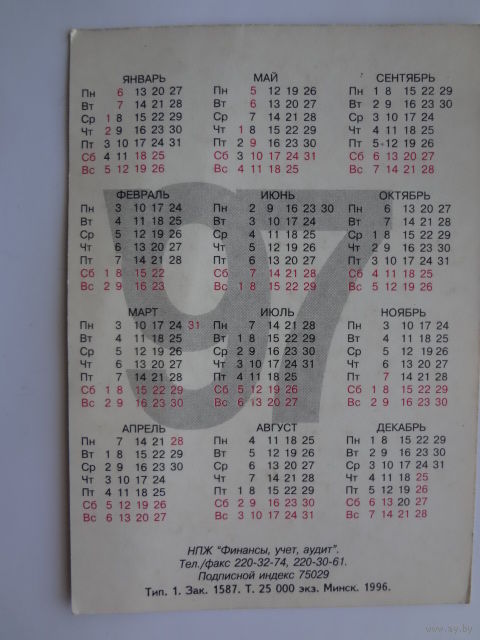 97
ЯНВАРЬ
Пн 6 13 20 27
Вт 7 14 21 28
Ср 1 8 15 22 29
Чт 2 9 16 23 30
Пт 3 10 17 24 31
Сб 4 11 18 25
Вс 5 12 19 26
МАЙ
Пн 5 12 19 26
Вт 6 13 20 27
Ср 7 14 21 28
Чт 1 8 15 22 29
Пт 2 9 16 23 30
Сб 3 10 17 24 31
Вс 4 11 18 25
СЕНТЯБРЬ
Пн 1 8 15 22 29
Вт 2 9 16 23 30
Ср 3 10 17 24
Чт 4 11 18 25
Пт 5 12 19 26
Сб 6 13 20 27
Вс 7 14 21 28
ФЕВРАЛЬ
Пн 3 10 17 24
Вт 4 11 18 25
Ср 5 12 19 26
Чт 6 13 20 27
Пт 7 14 21 28
Сб 1 8 15 22
Вс 2 9 16 23
ИЮНЬ
Пн 2 9 16 23 30
Вт 3 10 17 24
Ср 4 11 18 25
Чт 5 12 19 26
Пт 6 13 20 27
Сб 7 14 21 28
Вс 1 8 15 22 29
ОКТЯБРЬ
Пн 6 13 20 27
Вт 7 14 21 28
Ср 1 8 15 22 29
Чт 2 9 16 23 30
Пт 3 10 17 24 31
Сб 4 11 18 25
Вс 5 12 19 26
МАРТ
Пн 3 10 17 24 31
Вт 4 11 18 25
Ср 5 12 19 26
Чт 6 13 20 27
Пт 7 14 21 28
Сб 1 8 15 22 29
Вс 2 9 16 23 30
ИЮЛЬ
Пн 7 14 21 28
Вт 1 8 15 22 29
Ср 2 9 16 23 30
Чт 3 10 17 24 31
Пт 4 11 18 25
Сб 5 12 19 26
Вс 6 13 20 27
НОЯБРЬ
Пн 3 10 17 24
Вт 4 11 18 25
Ср 5 12 19 26
Чт 6 13 20 27
Пт 7 14 21 28
Сб 1 8 15 22 29
Вс 2 9 16 23 30
АПРЕЛЬ
Пн 7 14 21 28
Вт 1 8 15 22 29
Ср 2 9 16 23 30
Чт 3 10 17 24
Пт 4 11 18 25
Сб 5 12 19 26
Вс 6 13 20 27
АВГУСТ
Пн 4 11 18 25
Вт 5 12 19 26
Ср 6 13 20 27
Чт 7 14 21 28
Пт 1 8 15 22 29
Сб 2 9 16 23 30
Вс 3 10 17 24 31
ДЕКАБРЬ
Пн 1 8 15 22 29
Вт 2 9 16 23 30
Ср 3 10 17 24 31
Чт 4 11 18 25
Пт 5 12 19 26
Сб 6 13 20 27
Вс 7 14 21 28
НПЖ "Финансы, учет, аудит".
Тел./факс 220-32-74, 220-30-61.
Подписной индекс 75029
Тип. 1. Зак. 1587. Т. 25 000 экз. Минск. 1996.
www.ay.by